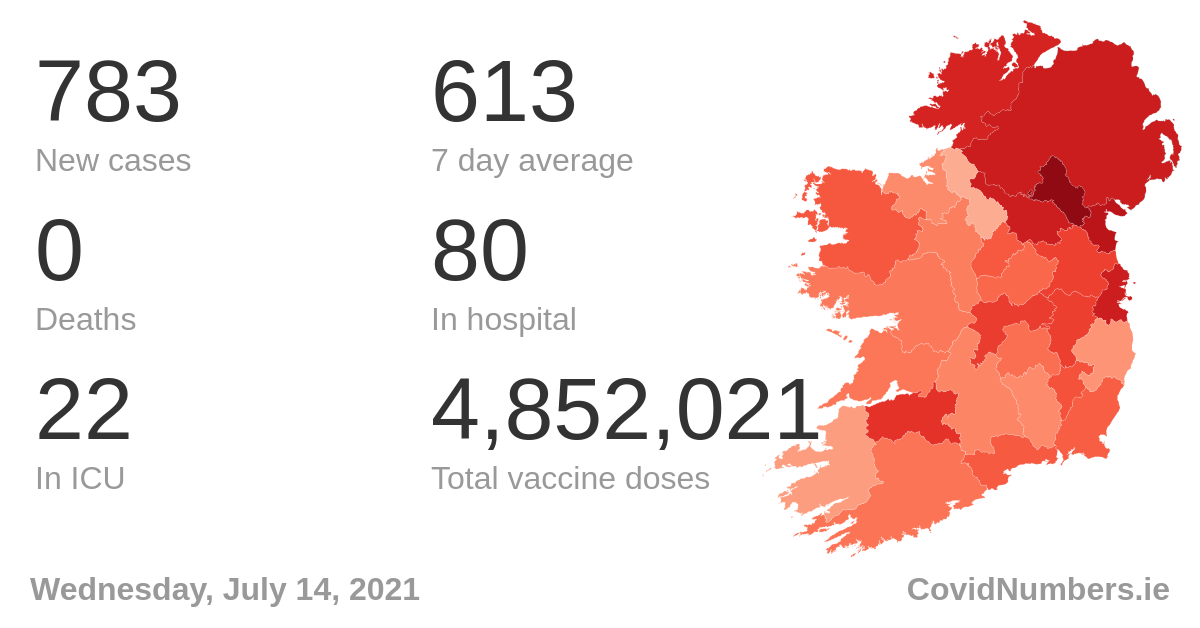 783
New cases
613
7 day average
0
Deaths
80
In hospital
22
In ICU
4,852,021
Total vaccine doses
Wednesday, July 14, 2021
CovidNumbers.ie